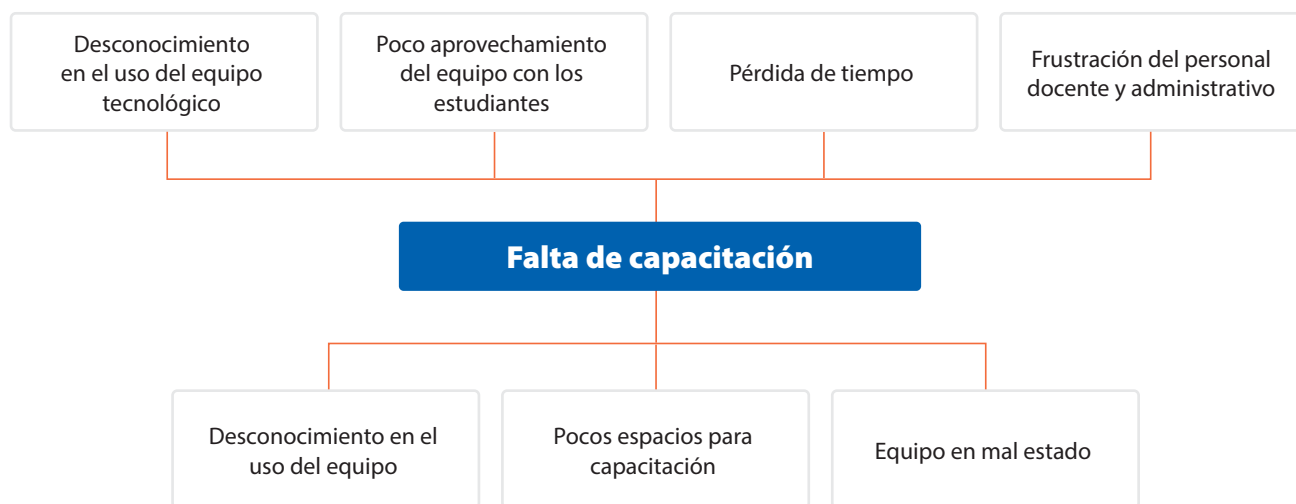 Desconocimiento
en el uso del equipo
tecnológico
Poco aprovechamiento
del equipo con los
estudiantes
Pérdida de tiempo
Frustración del personal
docente y administrativo
Falta de capacitación
Desconocimiento en el
uso del equipo
Pocos espacios para
capacitación
Equipo en mal estado